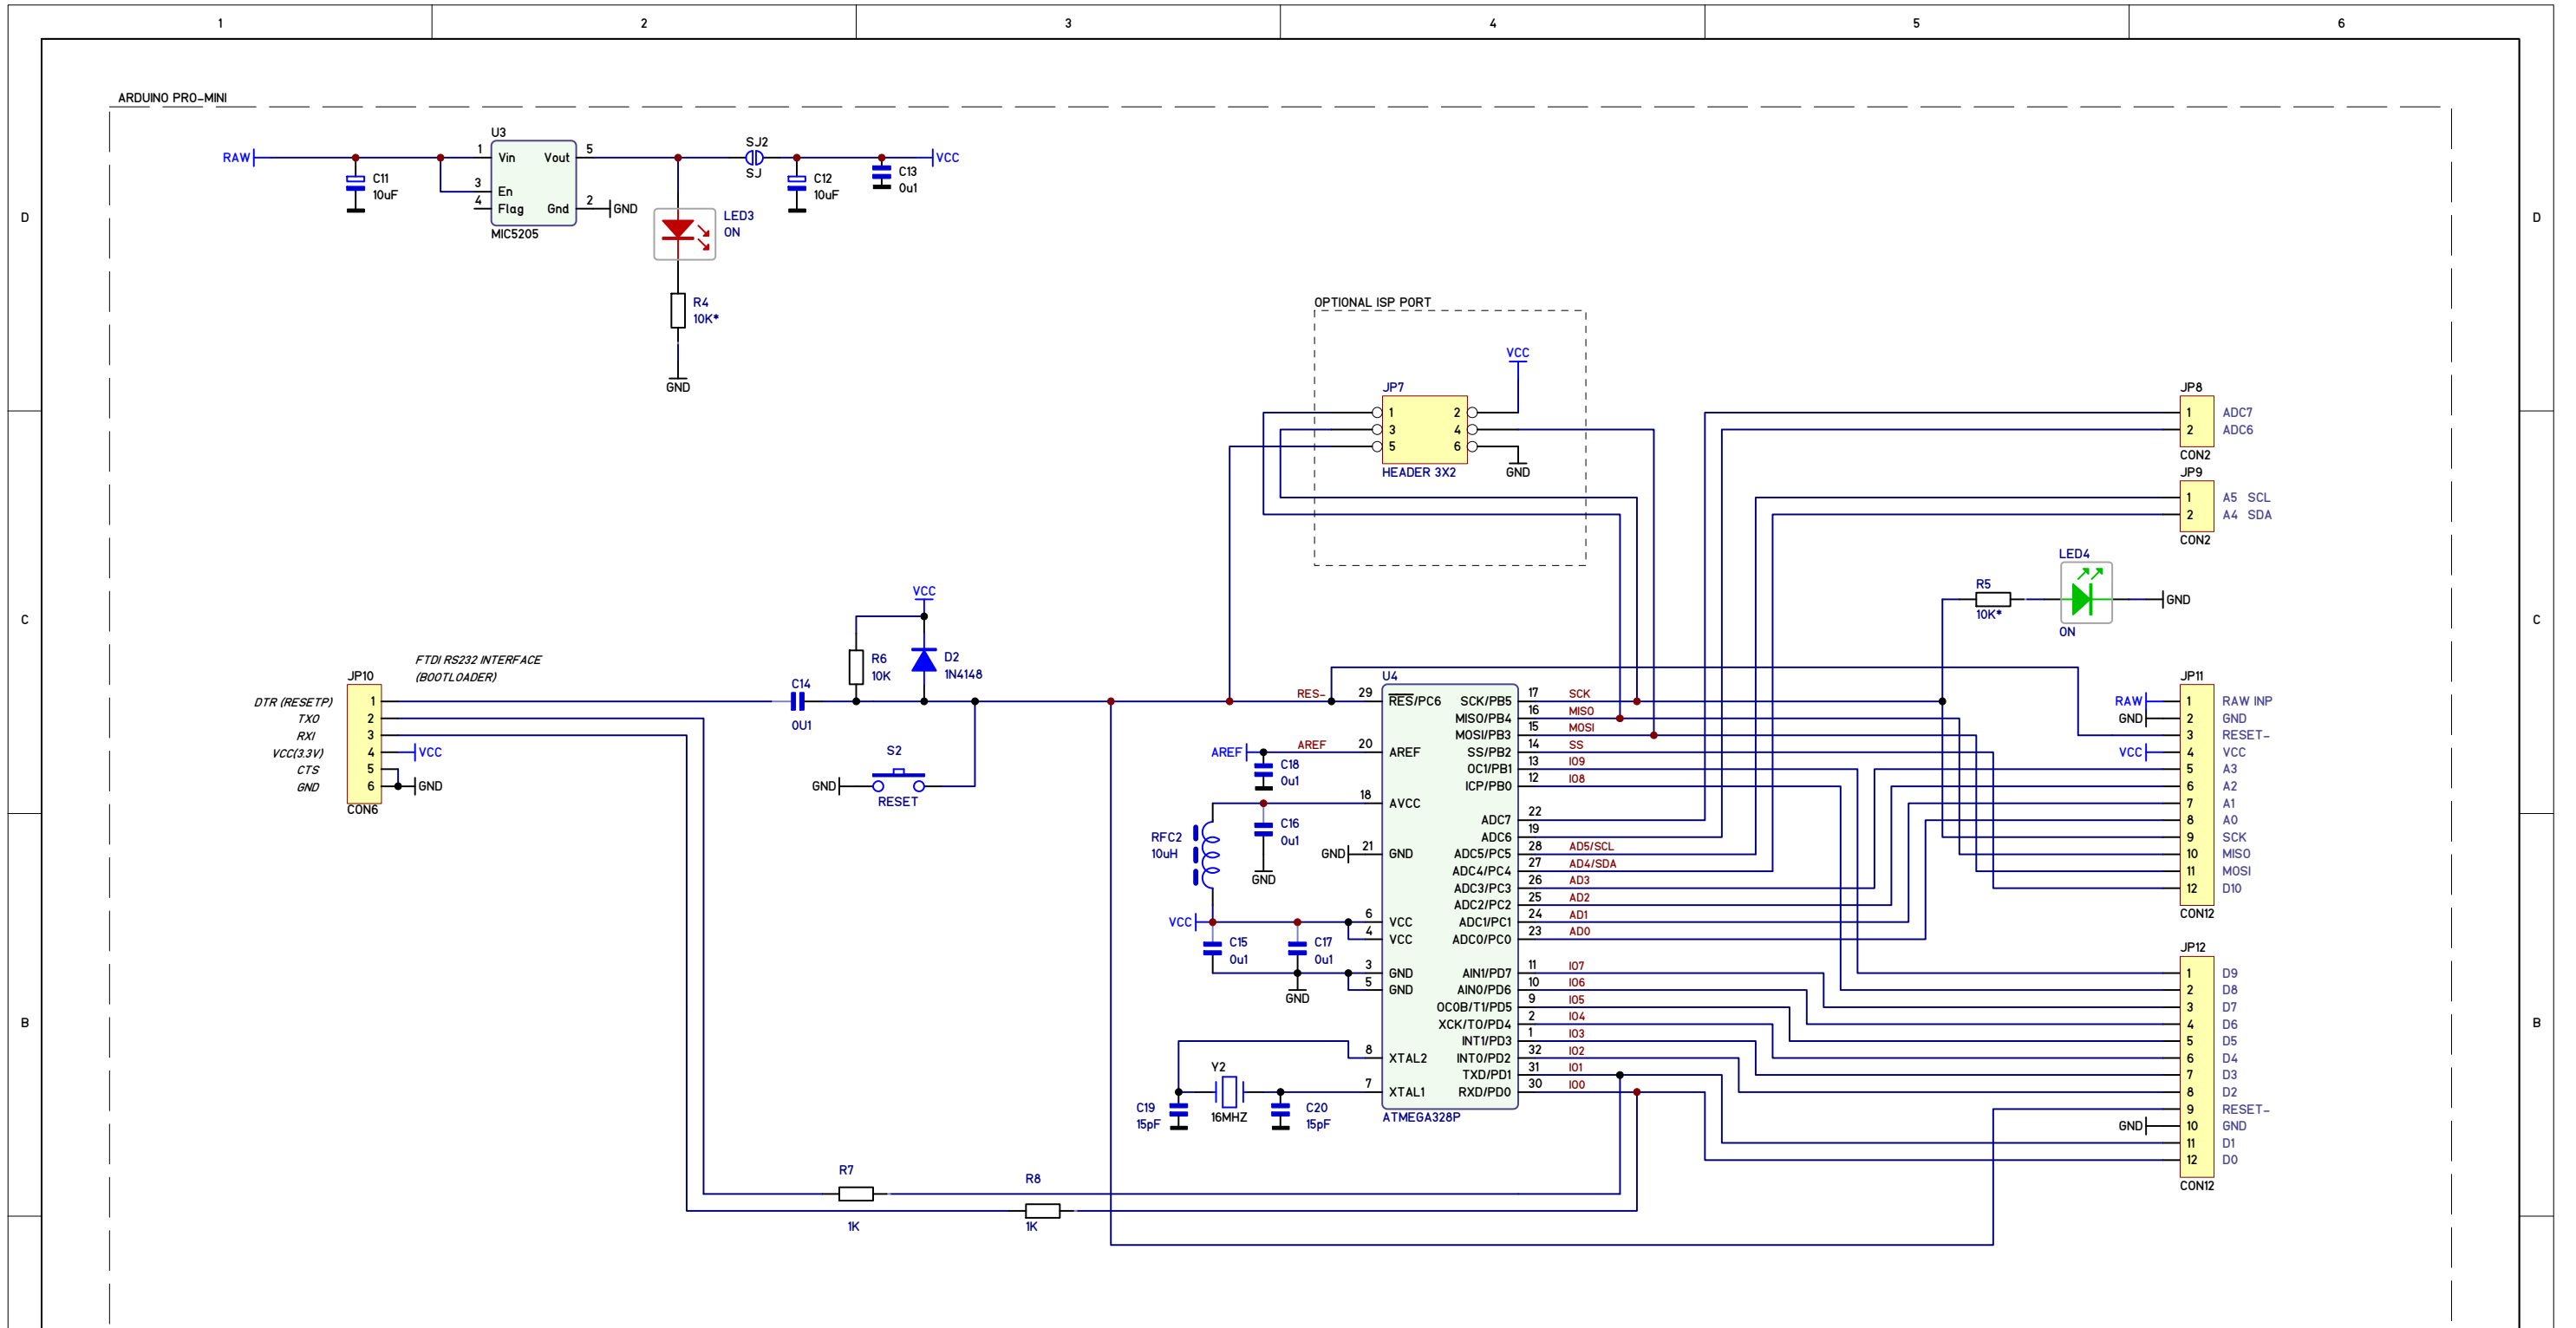 1 2 3 4 5 6
ARDUINO PRO-MINI
U3
RAW
1 Vin Vout 5
3 En
4 Flag Gnd 2
GND
MIC5205
C11
10uF
SJ2
SJ
C12
10uF
C13
0u1
VCC
LED3
ON
R4
10K*
GND
D
D
OPTIONAL ISP PORT
VCC
JP7
1 2
3 4
5 6
HEADER 3X2
GND
JP8
1 ADC7
2 ADC6
CON2
JP9
1 A5 SCL
2 A4 SDA
CON2
LED4
R5
10K*
ON
GND
C
C
VCC
R6
10K
D2
1N4148
FTDI RS232 INTERFACE
(BOOTLOADER)
JP10
DTR (RESETP) 1
TXO 2
RXI 3
VCC(3.3V) 4 VCC
CTS 5
GND 6 GND
CON6
C14
0U1
S2
GND
RESET
RES-
AREF
AREF
C18
0u1
C16
0u1
GND
RFC2
10uH
GND
VCC
C15
0u1
C17
0u1
GND
Y2
16MHZ
C19
15pF
C20
15pF
U4
29 RES/PC6
20 AREF
18 AVCC
21 GND
6 VCC
4 VCC
3 GND
5 GND
8 XTAL2
7 XTAL1
SCK/PB5 17 SCK
MISO/PB4 16 MISO
MOSI/PB3 15 MOSI
SS/PB2 14 SS
OC1/PB1 13 IO9
ICP/PB0 12 IO8
ADC7 22
ADC6 19
ADC5/PC5 28 AD5/SCL
ADC4/PC4 27 AD4/SDA
ADC3/PC3 26 AD3
ADC2/PC2 25 AD2
ADC1/PC1 24 AD1
ADC0/PC0 23 AD0
AIN1/PD7 11 IO7
AIN0/PD6 10 IO6
OC0B/T1/PD5 9 IO5
XCK/T0/PD4 2 IO4
INT1/PD3 1 IO3
INT0/PD2 32 IO2
TXD/PD1 31 IO1
RXD/PD0 30 IO0
ATMEGA328P
JP11
RAW 1 RAW INP
GND 2 GND
3 RESET-
VCC 4 VCC
5 A3
6 A2
7 A1
8 A0
9 SCK
10 MISO
11 MOSI
12 D10
CON12
JP12
1 D9
2 D8
3 D7
4 D6
5 D5
6 D4
7 D3
8 D2
9 RESET-
GND 10 GND
11 D1
12 D0
CON12
B
B
R7
1K
R8
1K